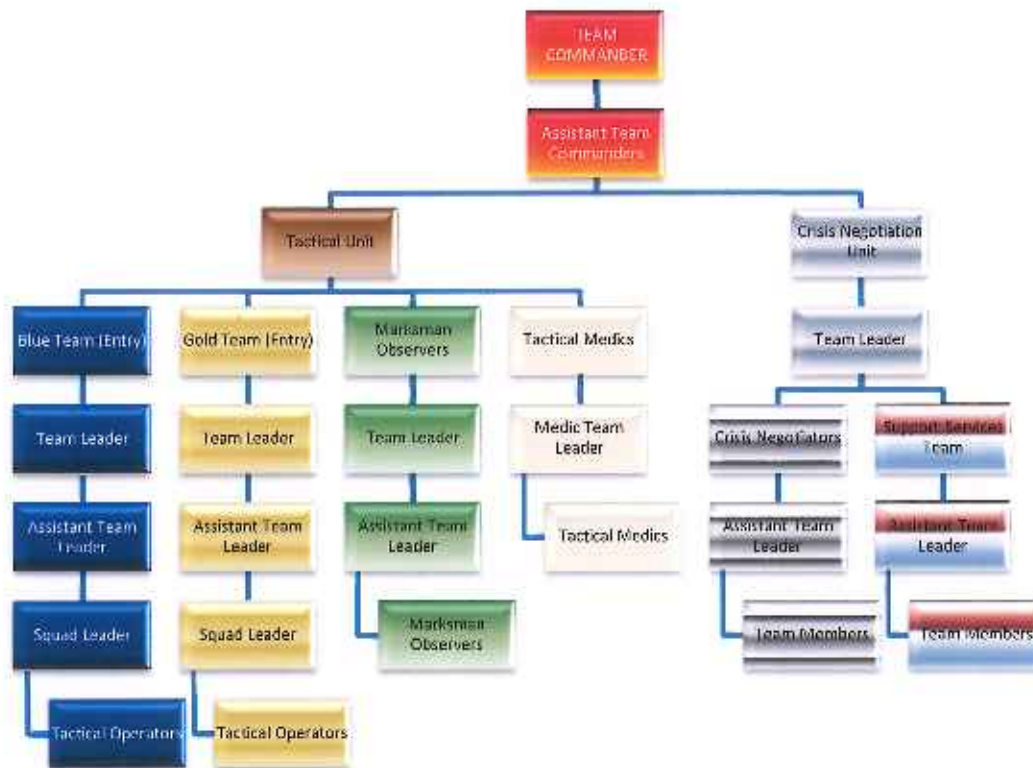 TEAM
COMMANDER
Assistant Team
Commanders
Tactical Unit
Crisis Negotiation
Unit
Blue Team (Entry)
Gold Team (Entry)
Marksman
Observers
Tactical Medics
Team Leader
Team Leader
Team Leader
Team Leader
Medic Team
Leader
Crisis Negotiators
Support Services
Team
Assistant Team
Leader
Assistant Team
Leader
Assistant Team
Leader
Tactical Medics
Assistant Team
Leader
Assistant Team
Leader
Squad Leader
Squad Leader
Marksman
Observers
Team Members
Team Members
Tactical Operators
Tactical Operators